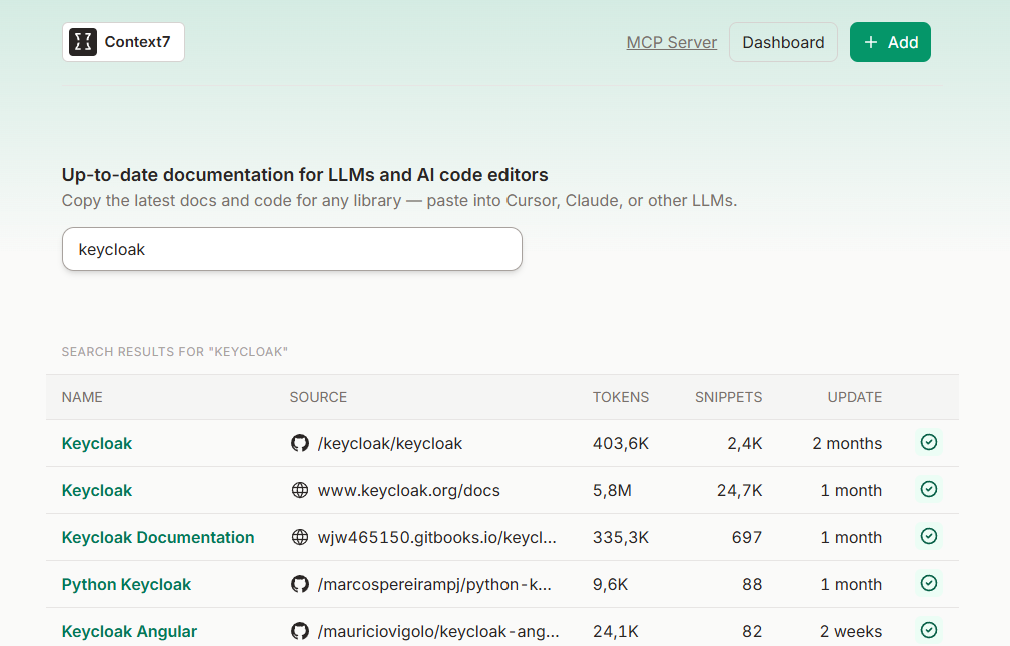 Context7
MCP Server
Dashboard
+ Add
Up-to-date documentation for LLMs and AI code editors
Copy the latest docs and code for any library — paste into Cursor, Claude, or other LLMs.
keycloak
SEARCH RESULTS FOR "KEYCLOAK"
NAME SOURCE TOKENS SNIPPETS UPDATE
Keycloak /keycloak/keycloak 403,6K 2,4K 2 months
Keycloak www.keycloak.org/docs 5,8M 24,7K 1 month
Keycloak Documentation wjw465150.gitbooks.io/keycl... 335,3K 697 1 month
Python Keycloak /marcospereirampj/python-k... 9,6K 88 1 month
Keycloak Angular /mauriciovigolo/keycloak-ang... 24,1K 82 2 weeks